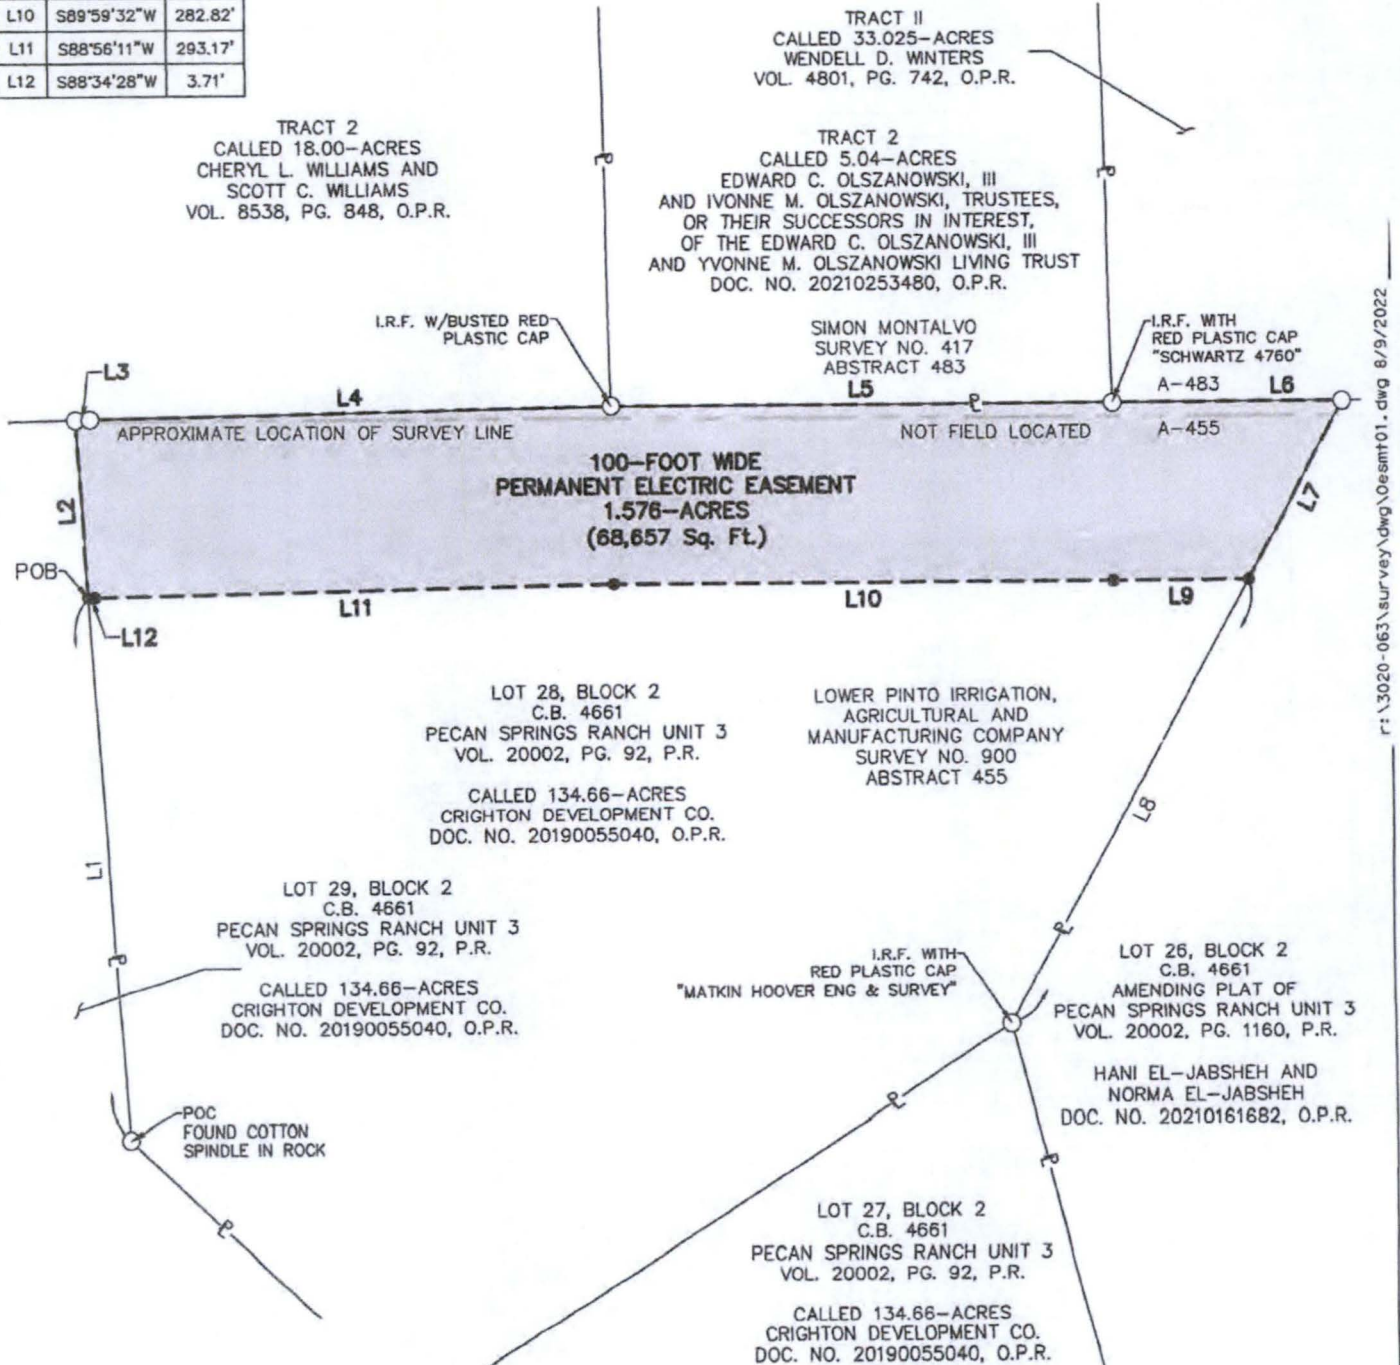 L10 S89°59'32"W 282.82'
L11 S88°56'11"W 293.17'
L12 S88°34'28"W 3.71'
TRACT II
CALLED 33.025-ACRES
WENDELL D. WINTERS
VOL. 4801, PG. 742, O.P.R.
TRACT 2
CALLED 18.00-ACRES
CHERYL L. WILLIAMS AND
SCOTT C. WILLIAMS
VOL. 8538, PG. 848, O.P.R.
TRACT 2
CALLED 5.04-ACRES
EDWARD C. OLSZANOWSKI, III
AND IVONNE M. OLSZANOWSKI, TRUSTEES,
OR THEIR SUCCESSORS IN INTEREST,
OF THE EDWARD C. OLSZANOWSKI, III
AND YVONNE M. OLSZANOWSKI LIVING TRUST
DOC. NO. 20210253480, O.P.R.
I.R.F. W/BUSTED RED
PLASTIC CAP
SIMON MONTALVO
SURVEY NO. 417
ABSTRACT 483
I.R.F. WITH
RED PLASTIC CAP
"SCHWARTZ 4760"
L3
L4
L5
A-483
L6
APPROXIMATE LOCATION OF SURVEY LINE
NOT FIELD LOCATED
A-455
100-FOOT WIDE
PERMANENT ELECTRIC EASEMENT
1.576-ACRES
(68,657 Sq. Ft.)
L2
L7
POB
L12
L11
L10
L9
LOT 28, BLOCK 2
C.B. 4661
PECAN SPRINGS RANCH UNIT 3
VOL. 20002, PG. 92, P.R.
CALLED 134.66-ACRES
CRIGHTON DEVELOPMENT CO.
DOC. NO. 20190055040, O.P.R.
LOWER PINTO IRRIGATION,
AGRICULTURAL AND
MANUFACTURING COMPANY
SURVEY NO. 900
ABSTRACT 455
L8
L1
LOT 29, BLOCK 2
C.B. 4661
PECAN SPRINGS RANCH UNIT 3
VOL. 20002, PG. 92, P.R.
CALLED 134.66-ACRES
CRIGHTON DEVELOPMENT CO.
DOC. NO. 20190055040, O.P.R.
I.R.F. WITH
RED PLASTIC CAP
"MATKIN HOOVER ENG & SURVEY"
LOT 26, BLOCK 2
C.B. 4661
AMENDING PLAT OF
PECAN SPRINGS RANCH UNIT 3
VOL. 20002, PG. 1160, P.R.
HANI EL-JABSHEH AND
NORMA EL-JABSHEH
DOC. NO. 20210161682, O.P.R.
POC
FOUND COTTON
SPINDLE IN ROCK
LOT 27, BLOCK 2
C.B. 4661
PECAN SPRINGS RANCH UNIT 3
VOL. 20002, PG. 92, P.R.
CALLED 134.66-ACRES
CRIGHTON DEVELOPMENT CO.
DOC. NO. 20190055040, O.P.R.
r:\3020-063\survey\dwg\0esmt01.dwg 8/9/2022